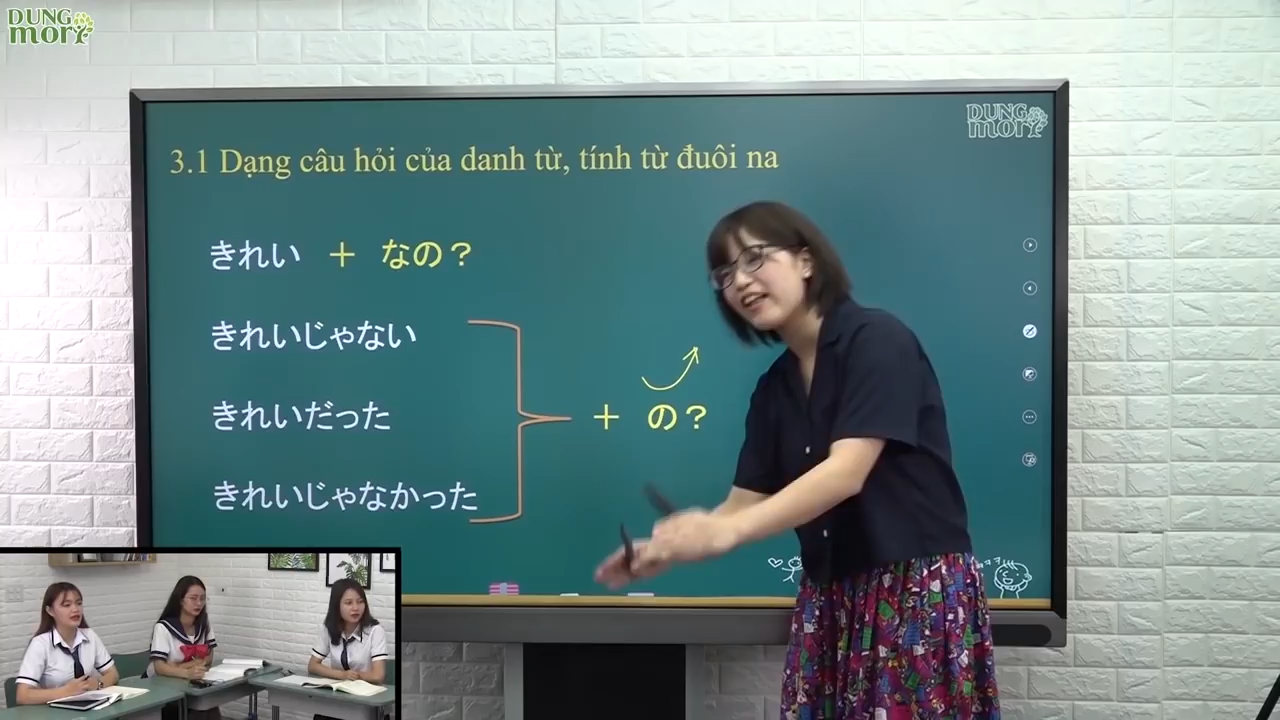 DUNG
mori
DUNG
mori
3.1 Dạng câu hỏi của danh từ, tính từ đuôi na
きれい + なの？
きれいじゃない
きれいだった
+ の？
きれいじゃなかった